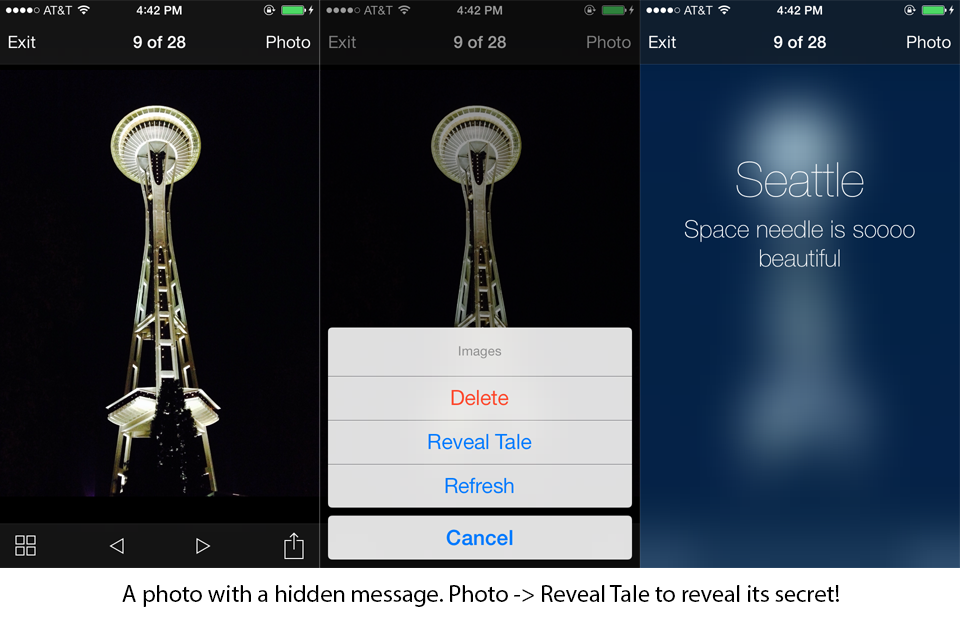 AT&T 4:42 PM
Exit 9 of 28 Photo
AT&T 4:42 PM
Exit 9 of 28 Photo
Images
Delete
Reveal Tale
Refresh
Cancel
AT&T 4:42 PM
Exit 9 of 28 Photo
Seattle
Space needle is soooo
beautiful
A photo with a hidden message. Photo -> Reveal Tale to reveal its secret!